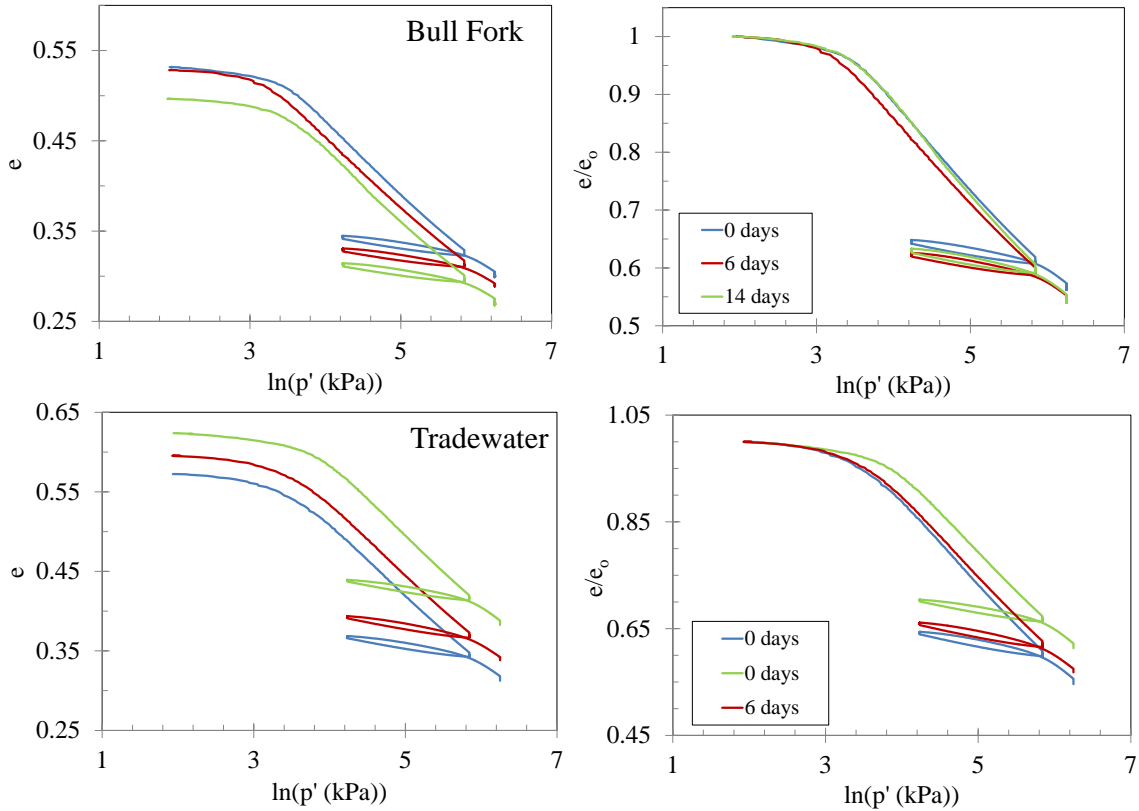 Bull Fork
e
0.55
0.45
0.35
0.25
1
3
5
7
ln(p' (kPa))
e/eo
1
0.9
0.8
0.7
0.6
0.5
0 days
6 days
14 days
1
3
5
7
ln(p' (kPa))
Tradewater
e
0.65
0.55
0.45
0.35
0.25
1
3
5
7
ln(p' (kPa))
e/eo
1.05
0.85
0.65
0.45
0 days
0 days
6 days
1
3
5
7
ln(p' (kPa))